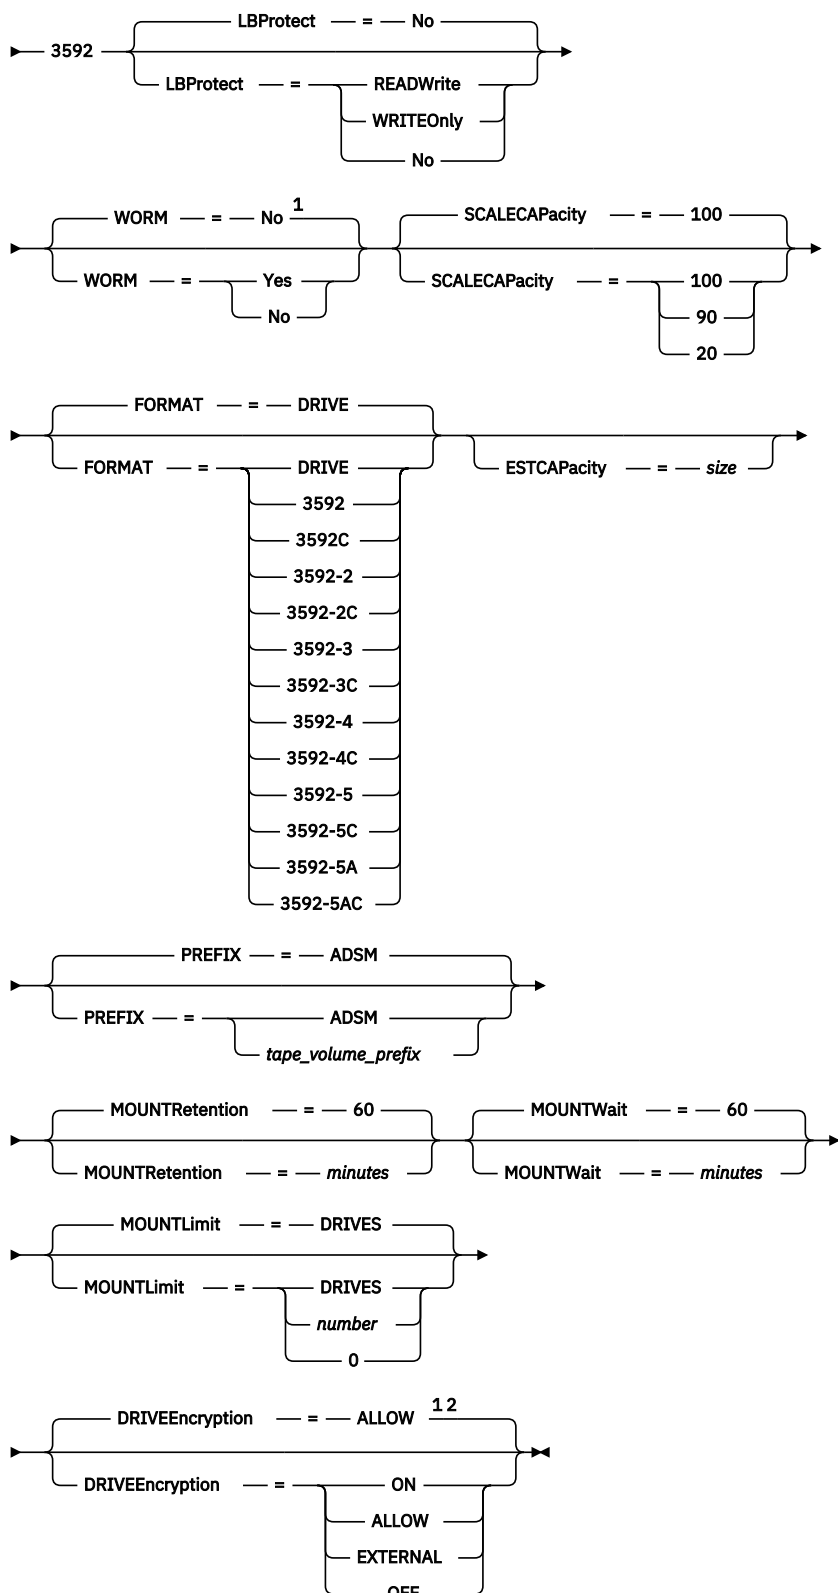 LBProtect = No
3592
LBProtect = READWrite
WRITEOnly
No
WORM = No 1
SCALECAPacity = 100
WORM = Yes
No
SCALECAPacity = 100
90
20
FORMAT = DRIVE
FORMAT = DRIVE
ESTCAPacity = size
3592
3592C
3592-2
3592-2C
3592-3
3592-3C
3592-4
3592-4C
3592-5
3592-5C
3592-5A
3592-5AC
PREFIX = ADSM
PREFIX = ADSM
tape_volume_prefix
MOUNTRetention = 60
MOUNTWait = 60
MOUNTRetention = minutes
MOUNTWait = minutes
MOUNTLimit = DRIVES
MOUNTLimit = DRIVES
number
0
DRIVEEncryption = ALLOW 1 2
DRIVEEncryption = ON
ALLOW
EXTERNAL
OFF